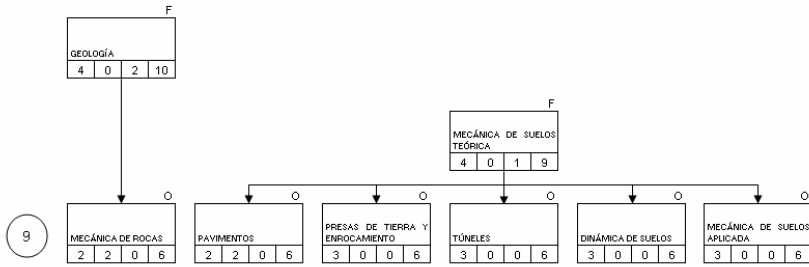 F
GEOLOGÍA
4 0 2 10
F
MECÁNICA DE SUELOS
TEÓRICA
4 0 1 9
9
O
MECÁNICA DE ROCAS
2 2 0 6
O
PAVIMENTOS
2 2 0 6
O
PRESAS DE TIERRA Y
ENROCAMIENTO
3 0 0 6
O
TÚNELES
3 0 0 6
O
DINÁMICA DE SUELOS
3 0 0 6
O
MECÁNICA DE SUELOS
APLICADA
3 0 0 6